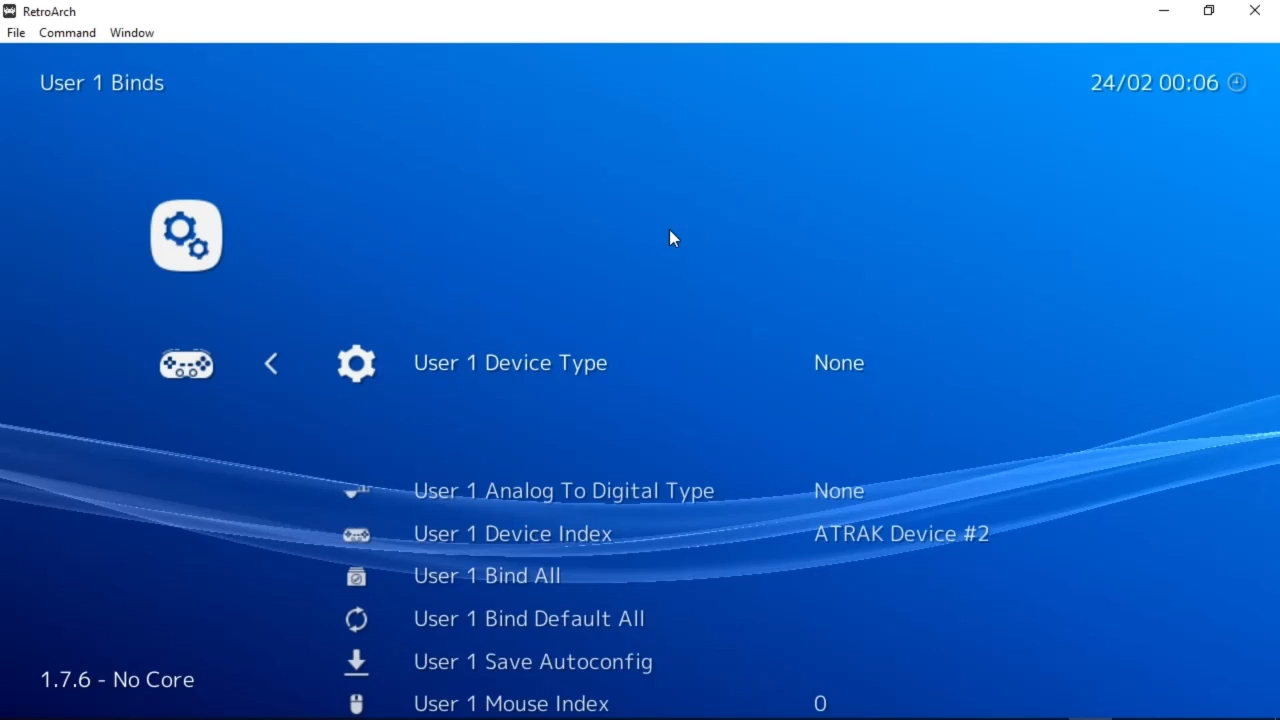 RetroArch
File Command Window
User 1 Binds 24/02 00:06
User 1 Device Type None
User 1 Analog To Digital Type None
User 1 Device Index ATRAK Device #2
User 1 Bind All
User 1 Bind Default All
User 1 Save Autoconfig
1.7.6 - No Core
User 1 Mouse Index 0